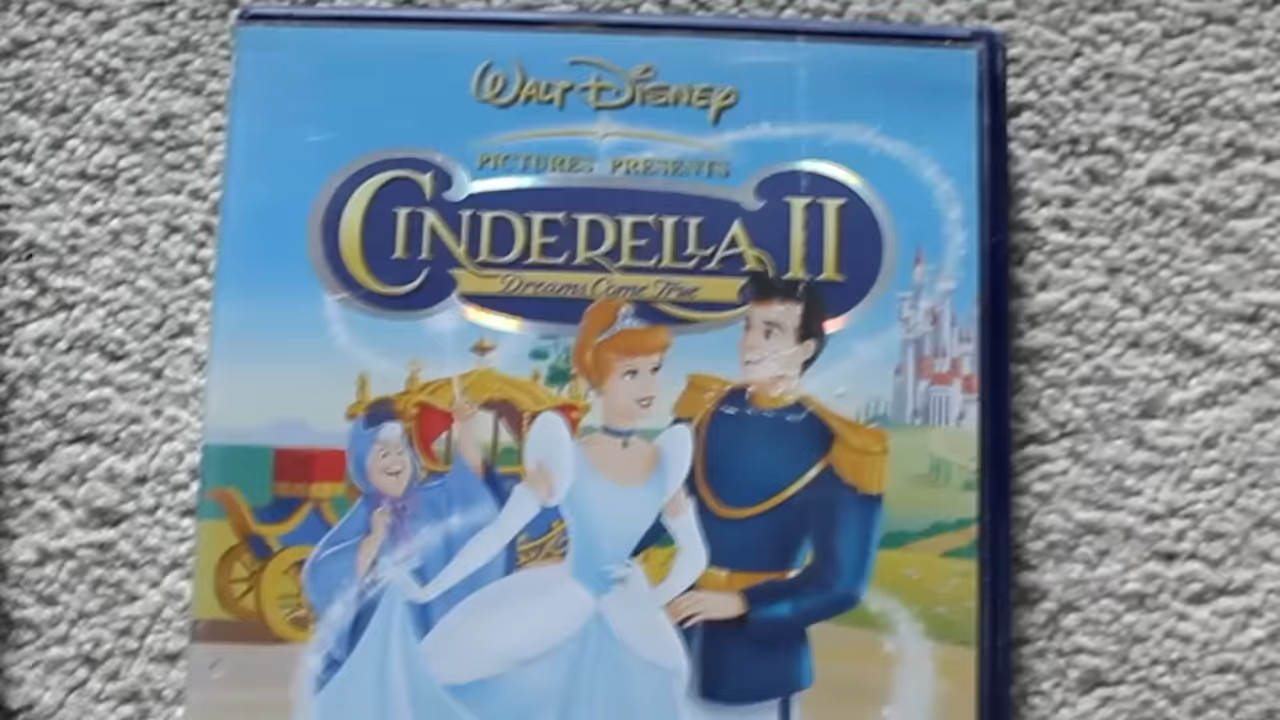 WALT DISNEY
PICTURES PRESENTS
CINDERELLA II
Dreams Come True